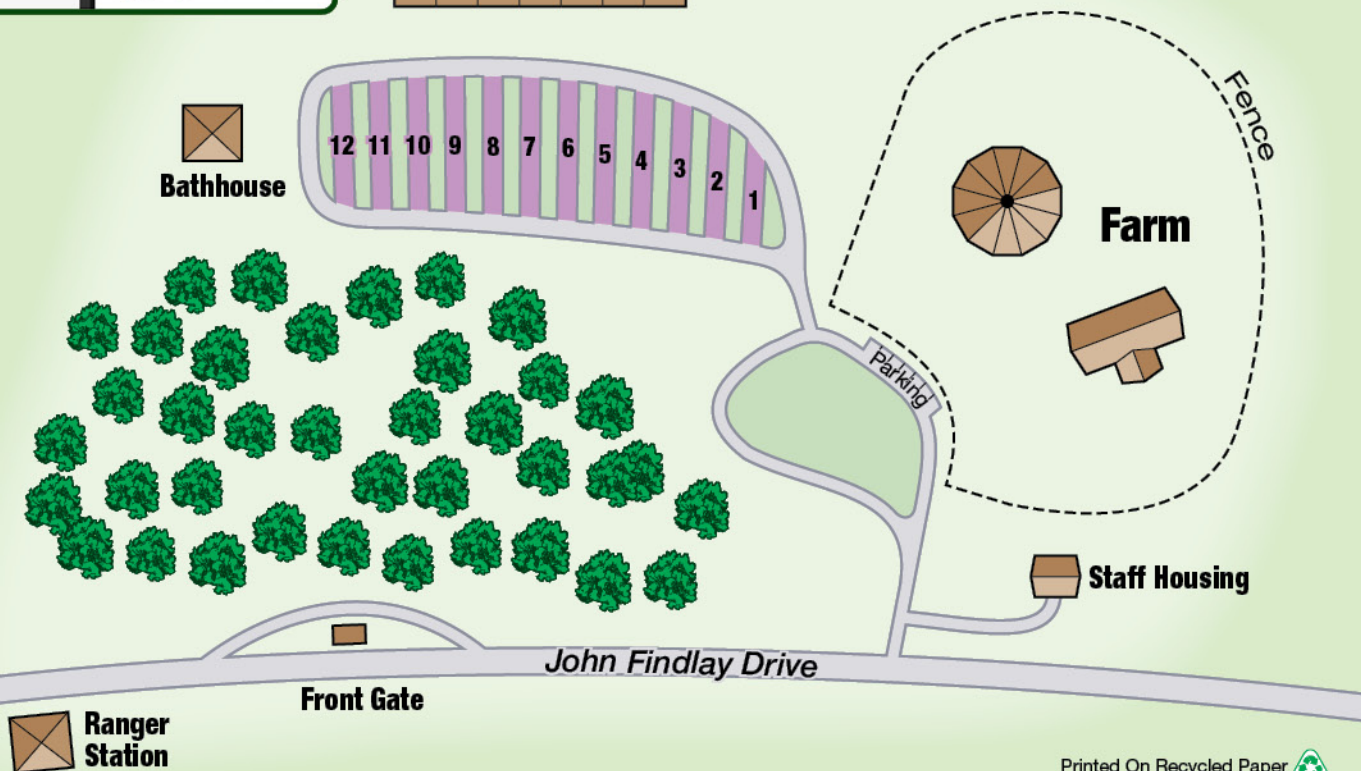 Fence
12 11 10 9 8 7 6 5 4 3 2 1
Bathhouse
Farm
Parking
Staff Housing
John Findlay Drive
Front Gate
Ranger
Station
Printed On Recycled Paper